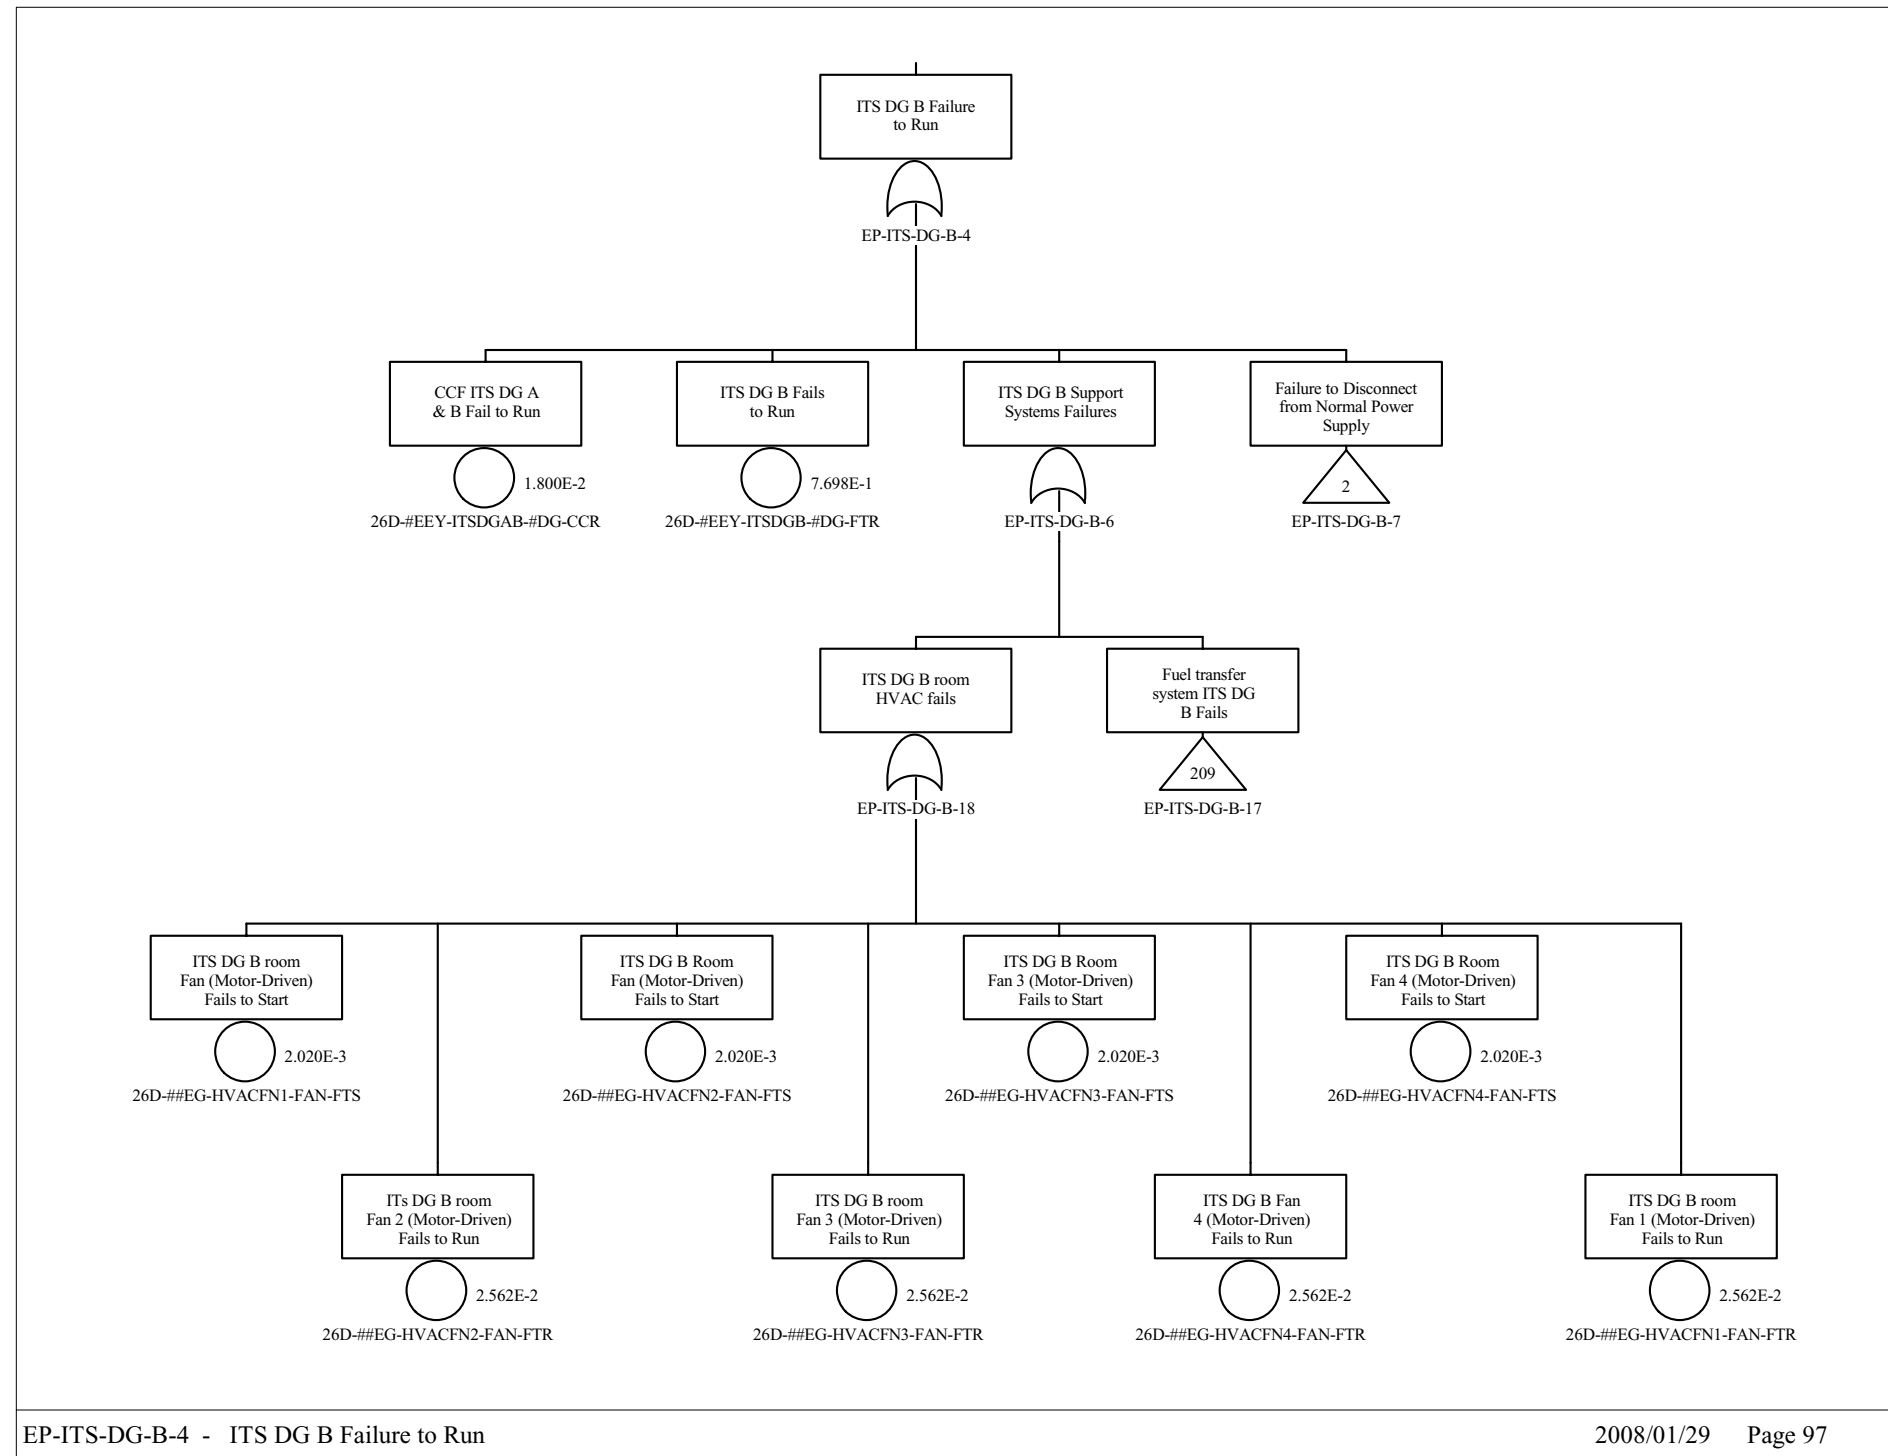 ITS DG B Failure
to Run
EP-ITS-DG-B-4
CCF ITS DG A
& B Fail to Run
1.800E-2
26D-#EEY-ITSDGAB-#DG-CCR
ITS DG B Fails
to Run
7.698E-1
26D-#EEY-ITSDGB-#DG-FTR
ITS DG B Support
Systems Failures
EP-ITS-DG-B-6
Failure to Disconnect
from Normal Power
Supply
2
EP-ITS-DG-B-7
ITS DG B room
HVAC fails
EP-ITS-DG-B-18
Fuel transfer
system ITS DG
B Fails
209
EP-ITS-DG-B-17
ITS DG B room
Fan (Motor-Driven)
Fails to Start
2.020E-3
26D-##EG-HVACFN1-FAN-FTS
ITS DG B Room
Fan (Motor-Driven)
Fails to Start
2.020E-3
26D-##EG-HVACFN2-FAN-FTS
ITS DG B Room
Fan 3 (Motor-Driven)
Fails to Start
2.020E-3
26D-##EG-HVACFN3-FAN-FTS
ITS DG B Room
Fan 4 (Motor-Driven)
Fails to Start
2.020E-3
26D-##EG-HVACFN4-FAN-FTS
ITs DG B room
Fan 2 (Motor-Driven)
Fails to Run
2.562E-2
26D-##EG-HVACFN2-FAN-FTR
ITS DG B room
Fan 3 (Motor-Driven)
Fails to Run
2.562E-2
26D-##EG-HVACFN3-FAN-FTR
ITS DG B Fan
4 (Motor-Driven)
Fails to Run
2.562E-2
26D-##EG-HVACFN4-FAN-FTR
ITS DG B room
Fan 1 (Motor-Driven)
Fails to Run
2.562E-2
26D-##EG-HVACFN1-FAN-FTR
EP-ITS-DG-B-4 - ITS DG B Failure to Run
2008/01/29 Page 97